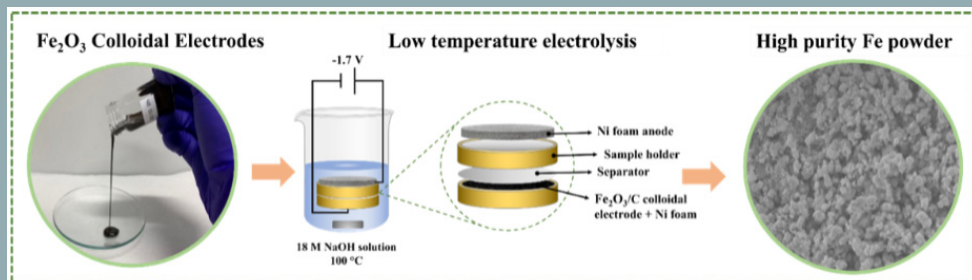 Fe₂O₃ Colloidal Electrodes
Low temperature electrolysis
High purity Fe powder
-1.7 V
Ni foam anode
Sample holder
Separator
Fe₂O₃/C colloidal
electrode + Ni foam
18 M NaOH solution
100 °C